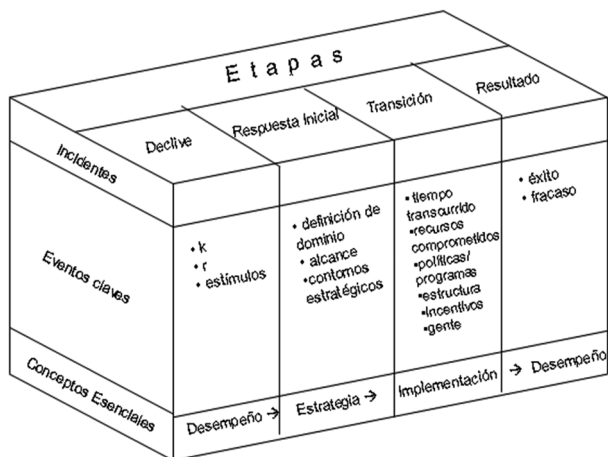 Etapas
Declive
Respuesta Inicial
Transición
Resultado
Incidentes
Eventos claves
• k
• r
• estímulos
• definición de
dominio
• alcance
•contornos
estratégicos
▪tiempo
transcurrido
▪recursos
comprometidos
▪políticas/
programas
▪estructura
▪Incentivos
▪gente
• éxito
• fracaso
Conceptos Esenciales
Desempeño →
Estrategia →
Implementación
→ Desempeño